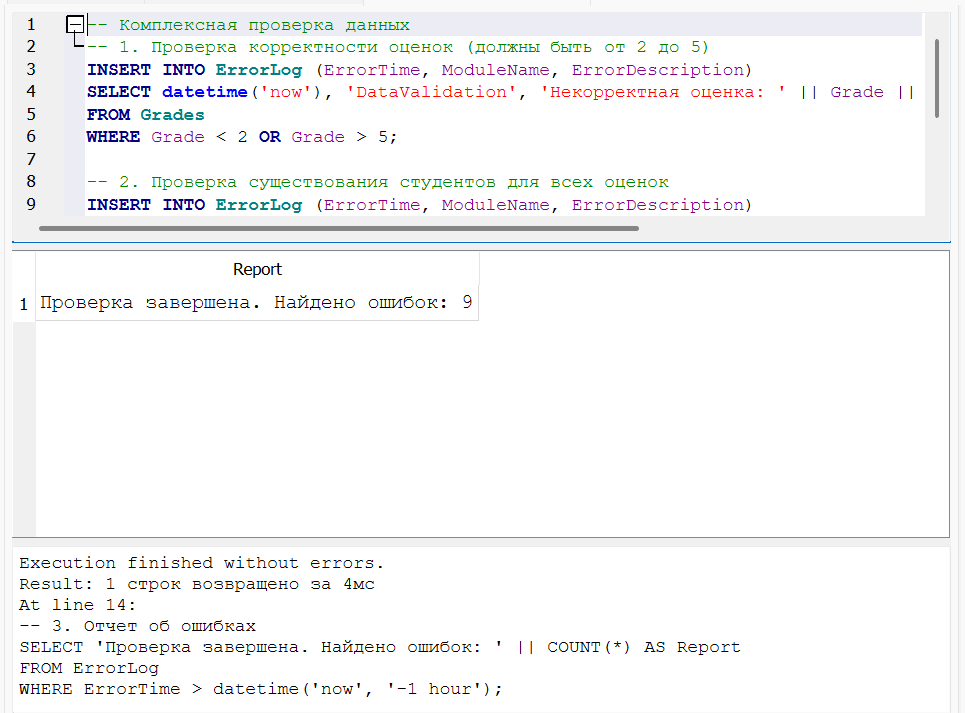 1 -- Комплексная проверка данных
2 -- 1. Проверка корректности оценок (должны быть от 2 до 5)
3 INSERT INTO ErrorLog (ErrorTime, ModuleName, ErrorDescription)
4 SELECT datetime('now'), 'DataValidation', 'Некорректная оценка: ' || Grade ||
5 FROM Grades
6 WHERE Grade < 2 OR Grade > 5;
7
8 -- 2. Проверка существования студентов для всех оценок
9 INSERT INTO ErrorLog (ErrorTime, ModuleName, ErrorDescription)
Report
1 Проверка завершена. Найдено ошибок: 9
Execution finished without errors.
Result: 1 строк возвращено за 4мс
At line 14:
-- 3. Отчет об ошибках
SELECT 'Проверка завершена. Найдено ошибок: ' || COUNT(*) AS Report
FROM ErrorLog
WHERE ErrorTime > datetime('now', '-1 hour');